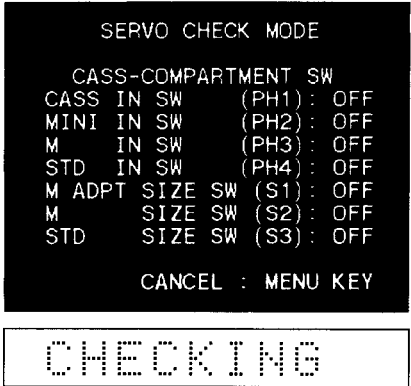 SERVO CHECK MODE
CASS-COMPARTMENT SW
CASS IN SW (PH1): OFF
MINI IN SW (PH2): OFF
M IN SW (PH3): OFF
STD IN SW (PH4): OFF
M ADPT SIZE SW (S1): OFF
M SIZE SW (S2): OFF
STD SIZE SW (S3): OFF
CANCEL : MENU KEY
CHECKING